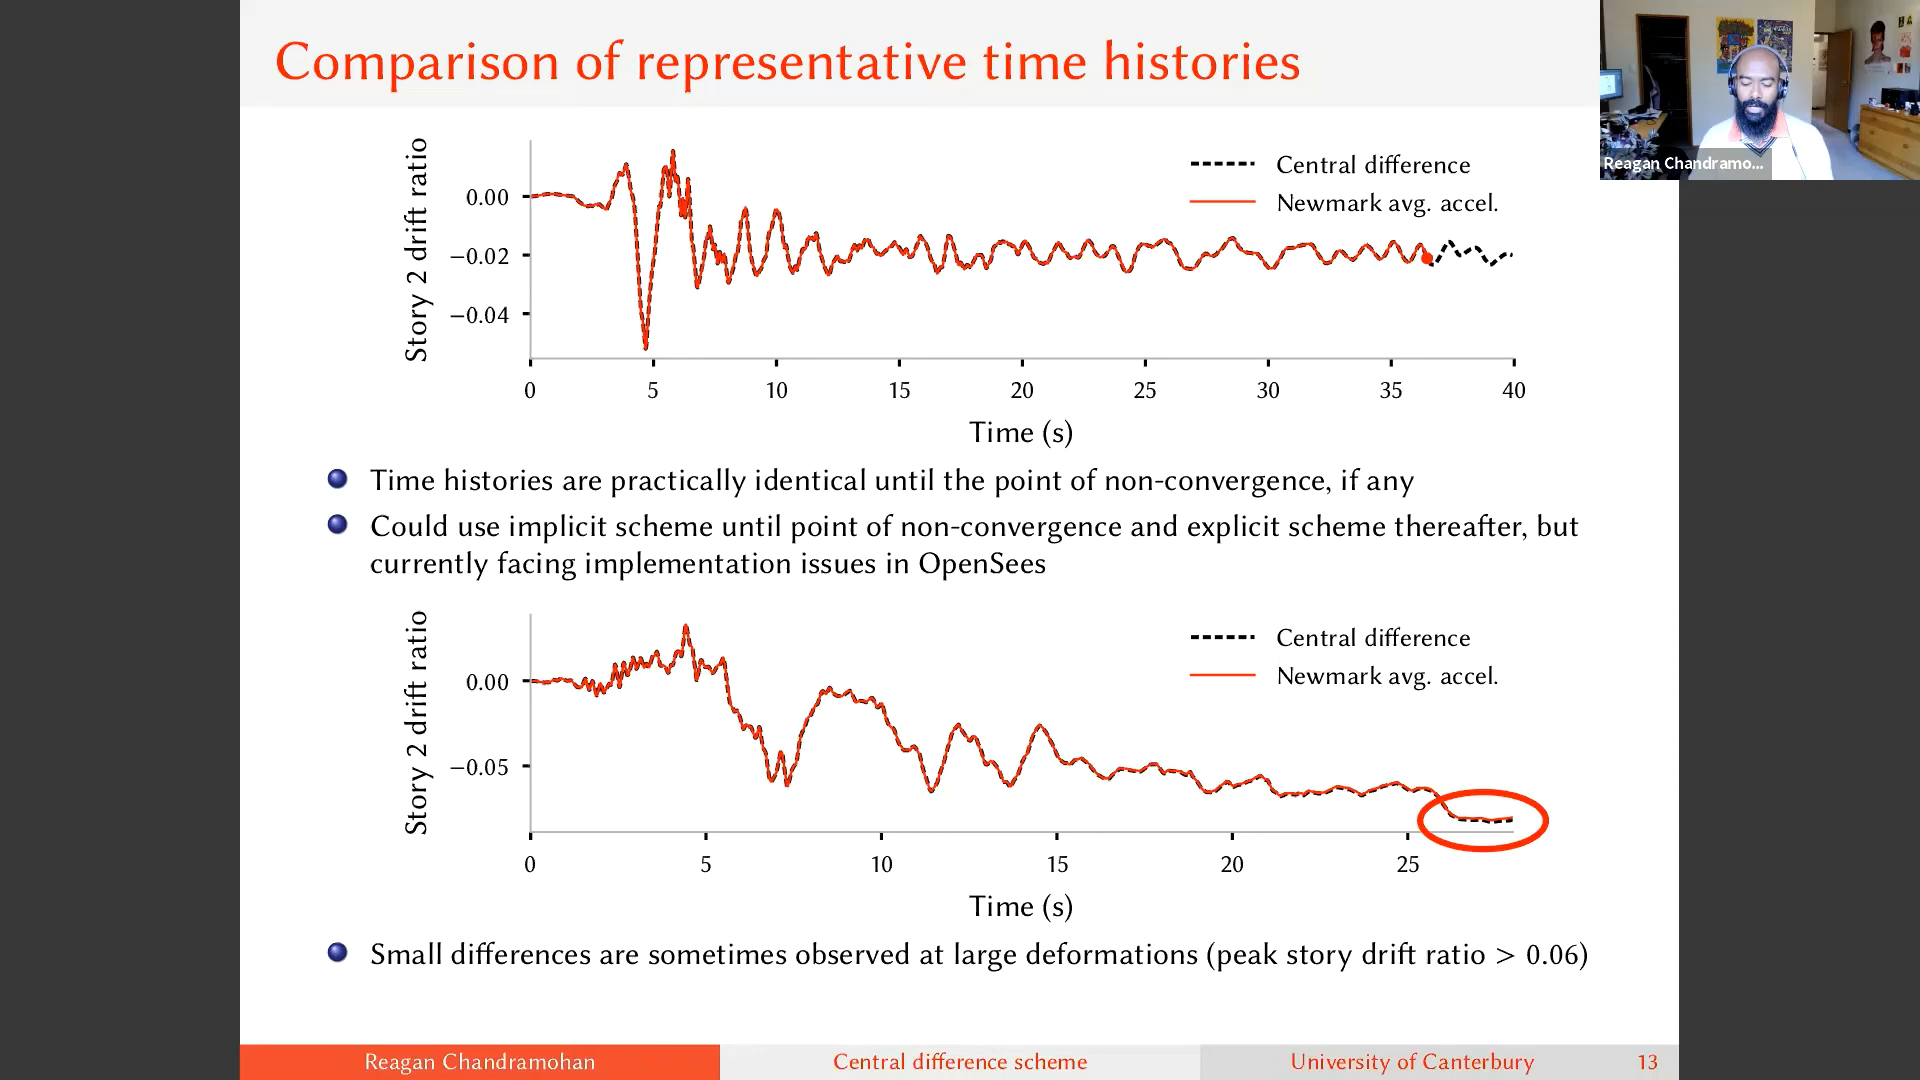 Comparison of representative time histories
Reagan Chandramo...
Story 2 drift ratio
0.00
−0.02
−0.04
Central difference
Newmark avg. accel.
0 5 10 15 20 25 30 35 40
Time (s)
Time histories are practically identical until the point of non-convergence, if any
Could use implicit scheme until point of non-convergence and explicit scheme thereafter, but
currently facing implementation issues in OpenSees
Story 2 drift ratio
0.00
−0.05
Central difference
Newmark avg. accel.
0 5 10 15 20 25
Time (s)
Small differences are sometimes observed at large deformations (peak story drift ratio > 0.06)
Reagan Chandramohan Central difference scheme University of Canterbury 13